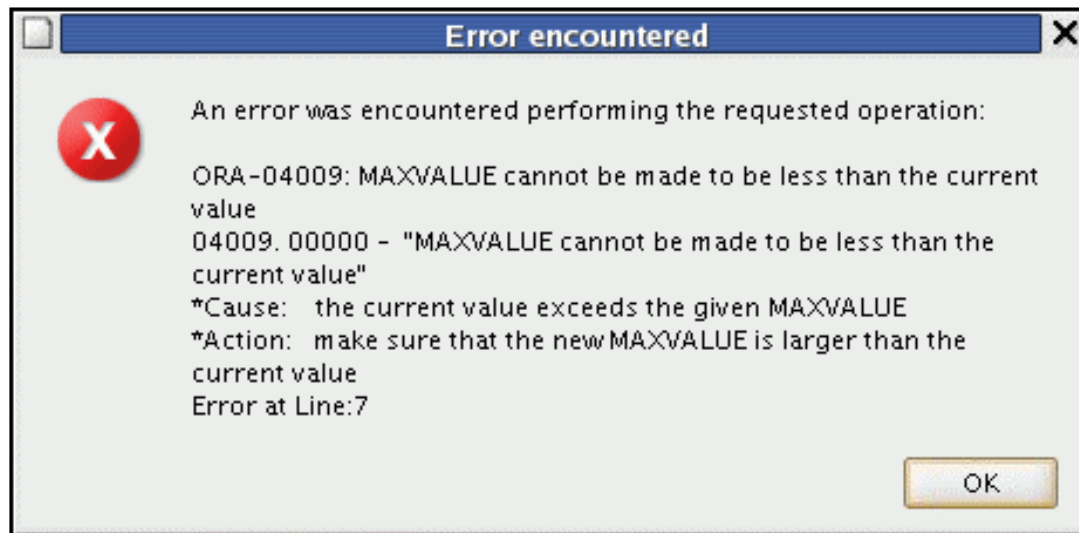 Error encountered
An error was encountered performing the requested operation:
ORA-04009: MAXVALUE cannot be made to be less than the current
value
04009. 00000 - "MAXVALUE cannot be made to be less than the
current value"
*Cause: the current value exceeds the given MAXVALUE
*Action: make sure that the new MAXVALUE is larger than the
current value
Error at Line:7
OK